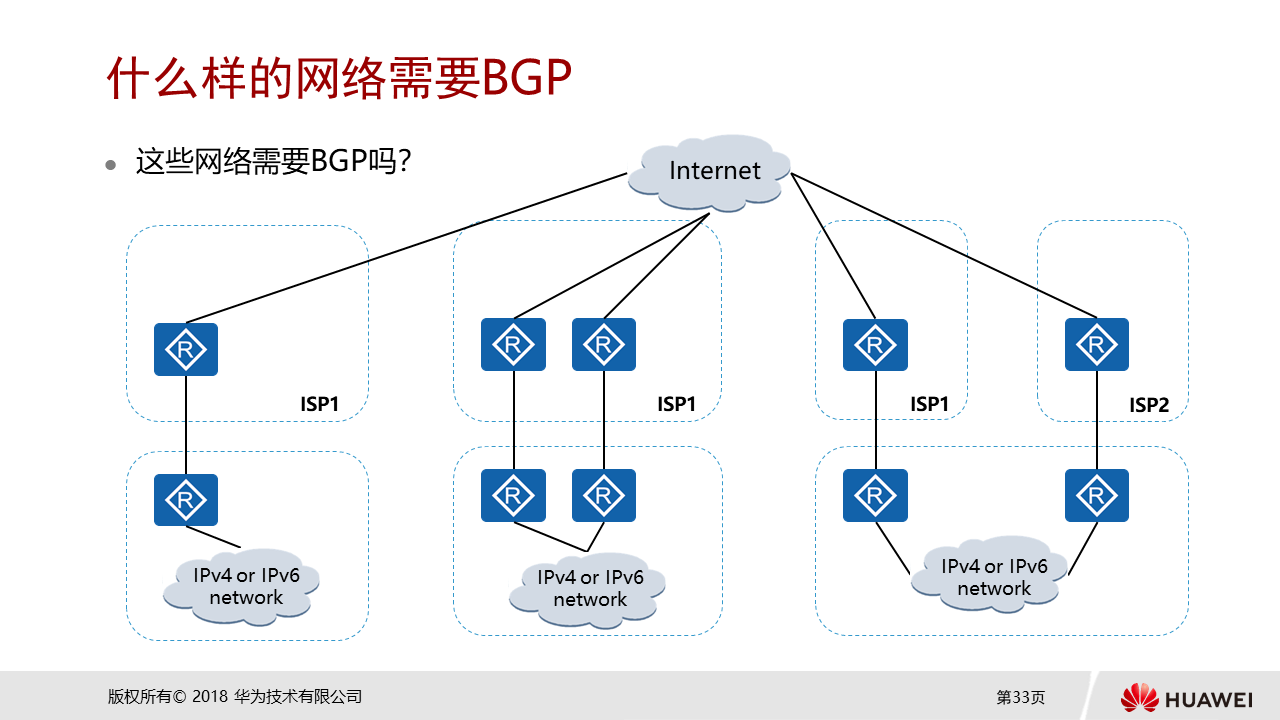 什么样的网络需要BGP
● 这些网络需要BGP吗?
Internet
R
R
R
R
R
ISP1
ISP1
ISP1
ISP2
R
R
R
R
R
IPv4 or IPv6
network
IPv4 or IPv6
network
IPv4 or IPv6
network
版权所有© 2018 华为技术有限公司
第33页
HUAWEI